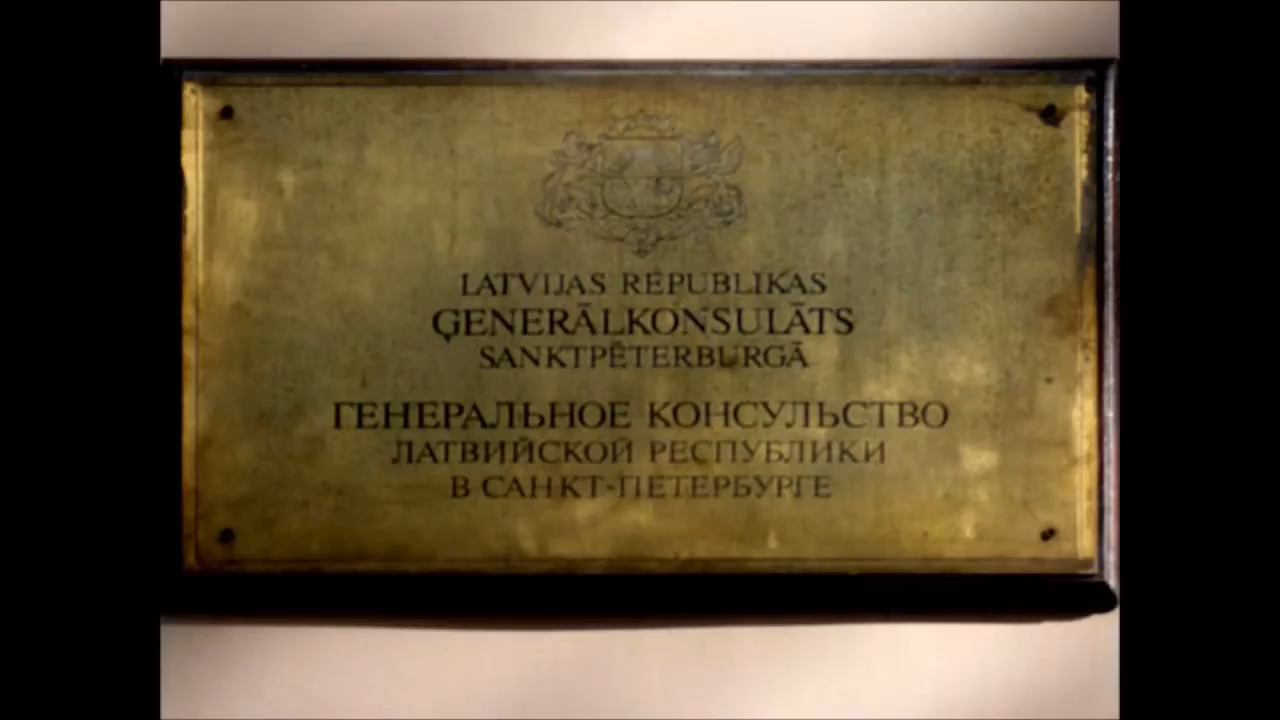 LATVIJAS REPUBLIKAS
ĢENERĀLKONSULĀTS
SANKTPĒTERBURGĀ
ГЕНЕРАЛЬНОЕ КОНСУЛЬСТВО
ЛАТВИЙСКОЙ РЕСПУБЛИКИ
В САНКТ-ПЕТЕРБУРГЕ